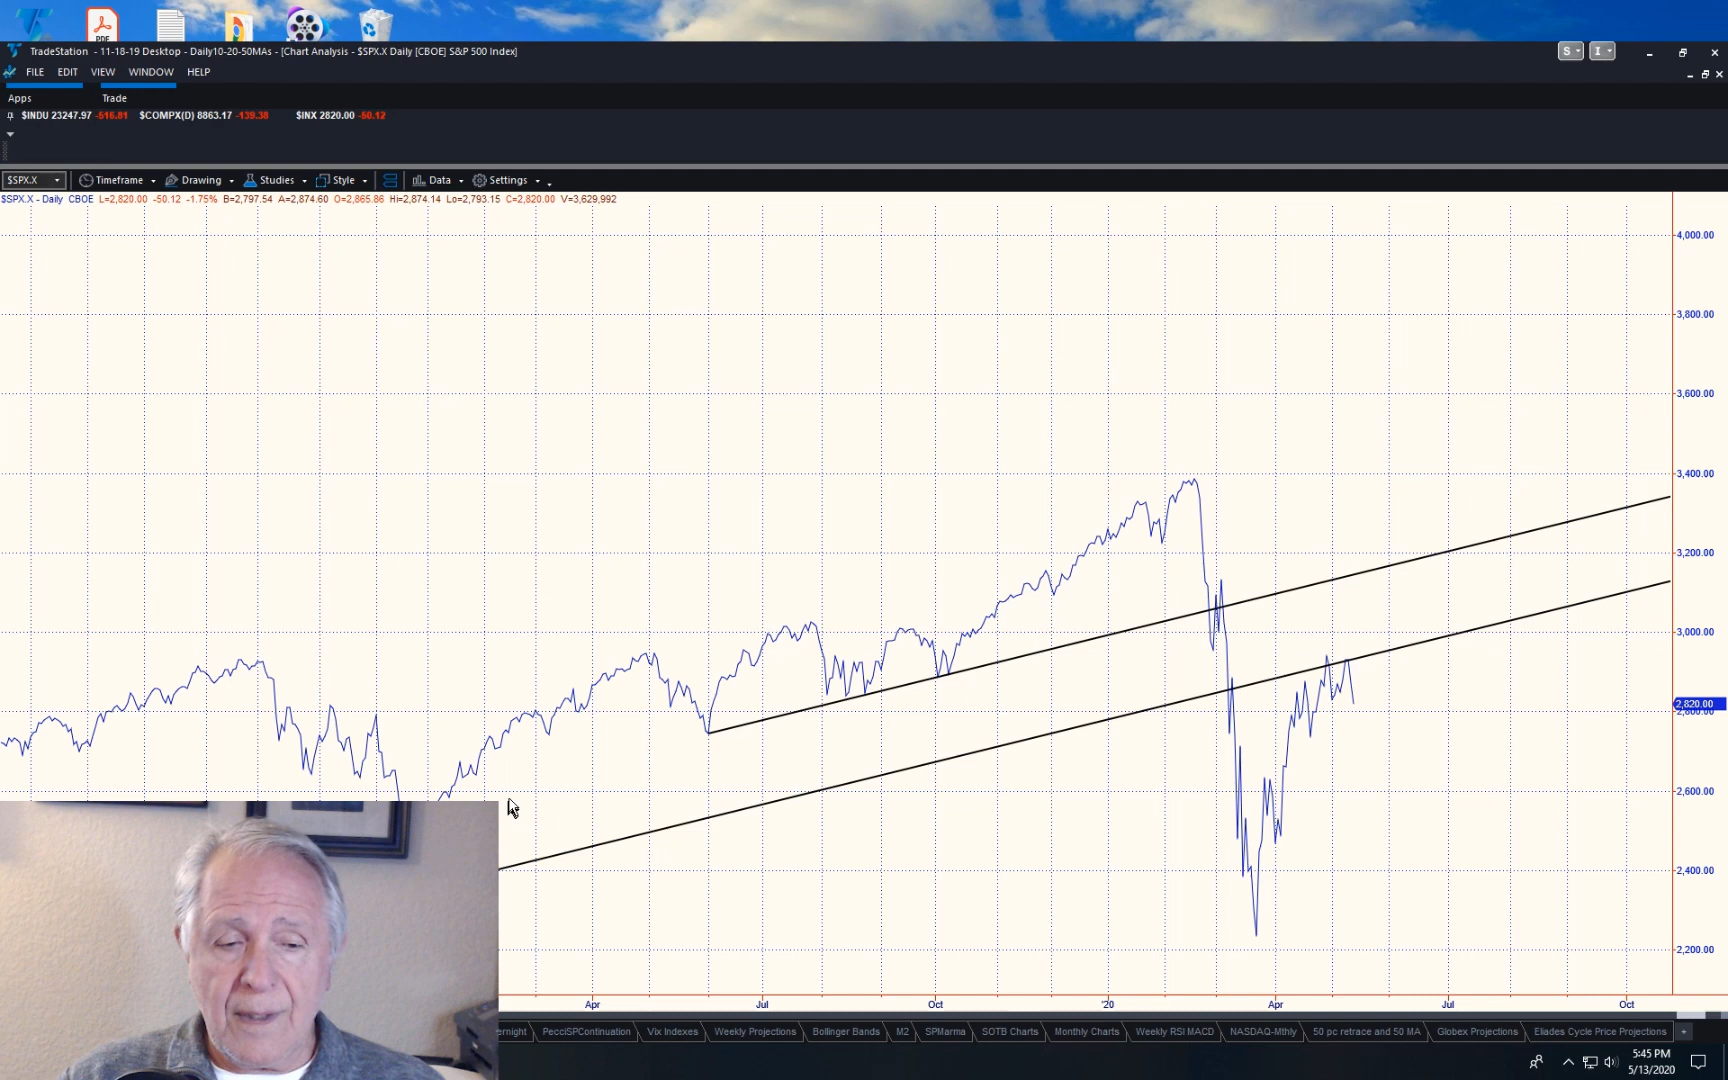 PDF
TradeStation - 11-18-19 Desktop - Daily10-20-50MAs - [Chart Analysis - $SPX.X Daily [CBOE] S&P 500 Index]
S I
FILE EDIT VIEW WINDOW HELP
Apps Trade
$INDU 23247.97 -516.81 $COMPX(D) 8863.17 -139.38 $INX 2820.00 -50.12
$SPX.X Timeframe Drawing Studies Style Data Settings
$SPX.X - Daily CBOE L=2,820.00 -50.12 -1.75% B=2,797.54 A=2,874.60 O=2,865.86 Hi=2,874.14 Lo=2,793.15 C=2,820.00 V=3,629,992
4,000.00
3,800.00
3,600.00
3,400.00
3,200.00
3,000.00
2,820.00
2,800.00
2,600.00
2,400.00
2,200.00
Apr Jul Oct '20 Apr Jul Oct
ernight PecciSPContinuation Vix Indexes Weekly Projections Bollinger Bands M2 SPMarma SOTB Charts Monthly Charts Weekly RSI MACD NASDAQ-Mthly 50 pc retrace and 50 MA Globex Projections Eliades Cycle Price Projections +
5:45 PM
5/13/2020